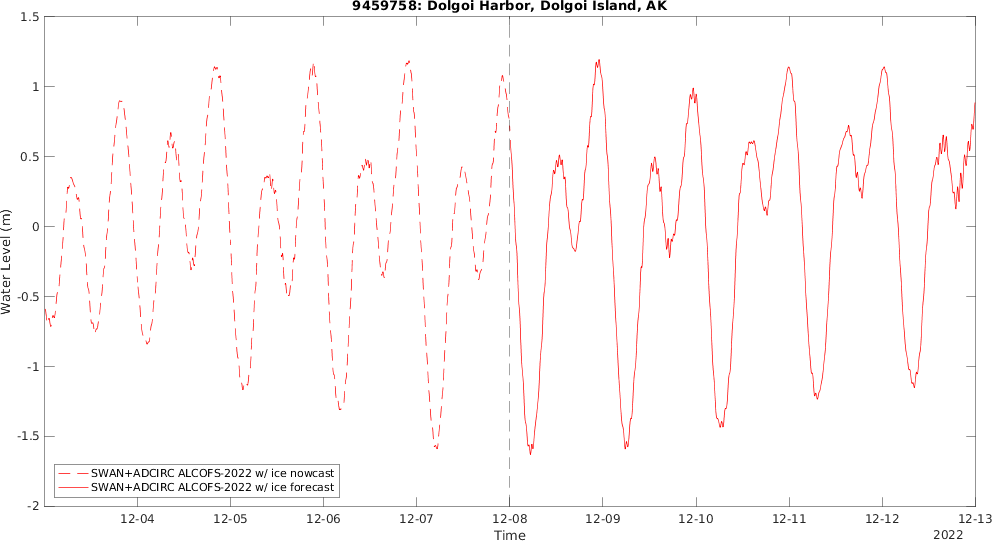 9459758: Dolgoi Harbor, Dolgoi Island, AK
1.5
1
0.5
0
-0.5
-1
-1.5
-2
Water Level (m)
SWAN+ADCIRC ALCOFS-2022 w/ ice nowcast
SWAN+ADCIRC ALCOFS-2022 w/ ice forecast
12-04 12-05 12-06 12-07 12-08 12-09 12-10 12-11 12-12 12-13
Time
2022